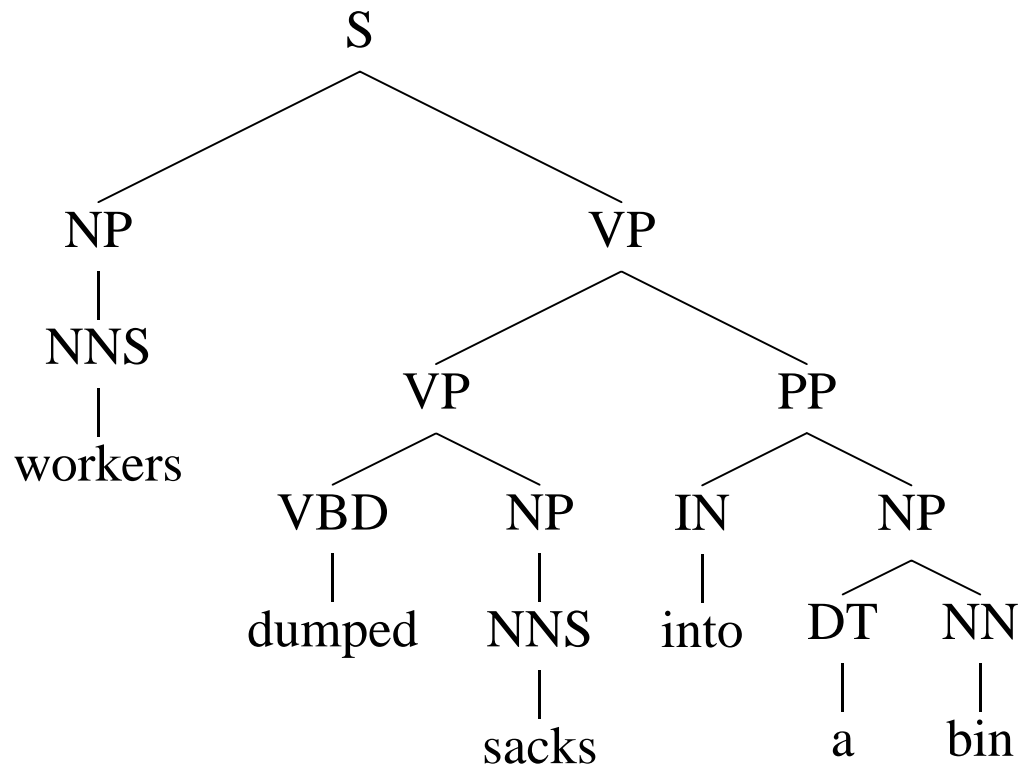 S
NP VP
NNS
VP PP
workers
VBD NP IN NP
dumped NNS into DT NN
sacks a bin